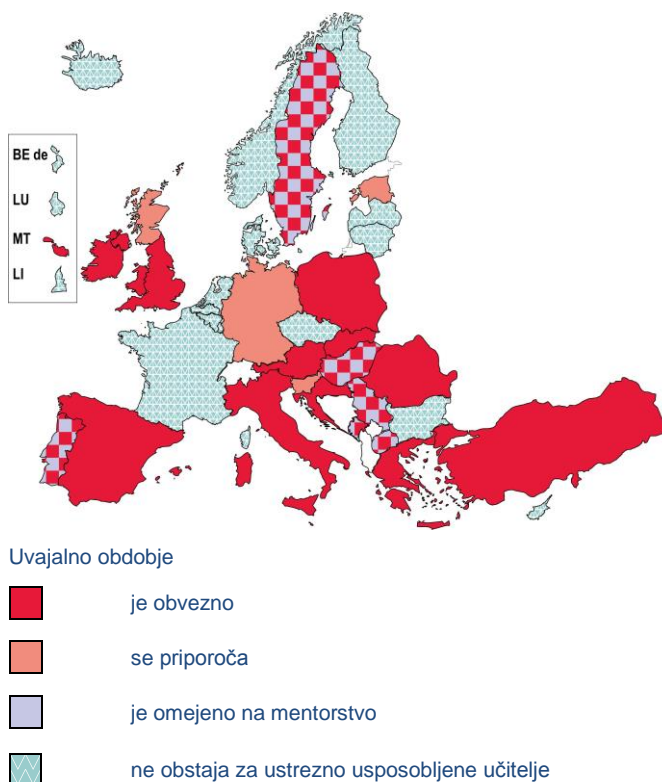 BE de
LU
MT
LI
Uvajalno obdobje
je obvezno
se priporoča
je omejeno na mentorstvo
ne obstaja za ustrezno usposobljene učitelje